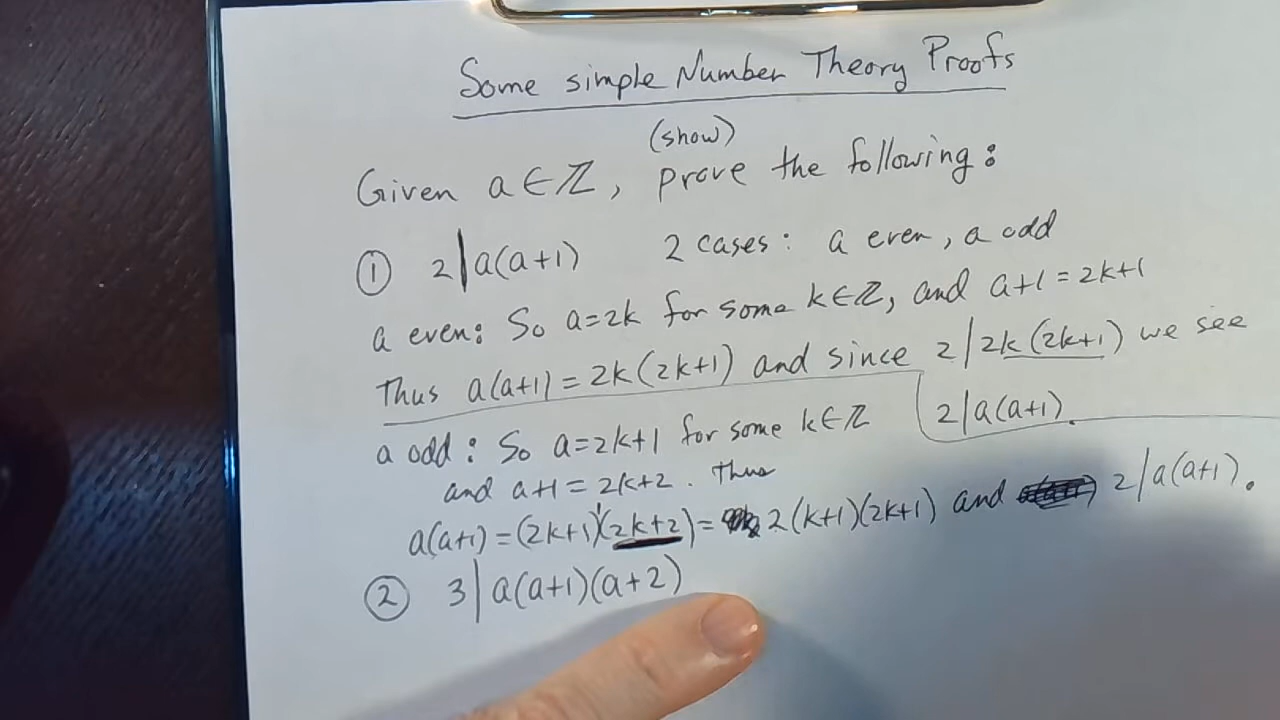 Some simple Number Theory Proofs
(show)
Given a ∈ ℤ, prove the following:
① 2|a(a+1) 2 cases: a even, a odd
a even: So a=2k for some k∈ℤ, and a+1=2k+1
Thus a(a+1) = 2k(2k+1) and since 2|2k(2k+1) we see
2|a(a+1).
a odd: So a=2k+1 for some k∈ℤ
and a+1 = 2k+2. Thus
a(a+1) = (2k+1)(2k+2) = 2(k+1)(2k+1) and 2|a(a+1).
② 3|a(a+1)(a+2)